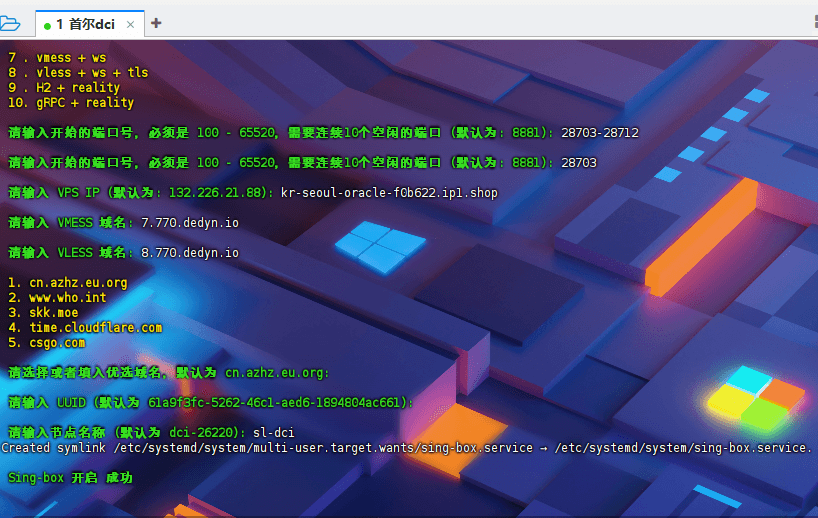 1 首尔dci × +
7 . vmess + ws
8 . vless + ws + tls
9 . H2 + reality
10. gRPC + reality
请输入开始的端口号，必须是 100 - 65520，需要连续10个空闲的端口 (默认为: 8881): 28703-28712
请输入开始的端口号，必须是 100 - 65520，需要连续10个空闲的端口 (默认为: 8881): 28703
请输入 VPS IP (默认为: 132.226.21.88): kr-seoul-oracle-f0b622.ip1.shop
请输入 VMESS 域名: 7.770.dedyn.io
请输入 VLESS 域名: 8.770.dedyn.io
1. cn.azhz.eu.org
2. www.who.int
3. skk.moe
4. time.cloudflare.com
5. csgo.com
请选择或者填入优选域名，默认为 cn.azhz.eu.org:
请输入 UUID (默认为 61a9f3fc-5262-46c1-aed6-1894804ac661):
请输入节点名称 (默认为 dci-26220): sl-dci
Created symlink /etc/systemd/system/multi-user.target.wants/sing-box.service → /etc/systemd/system/sing-box.service.
Sing-box 开启 成功